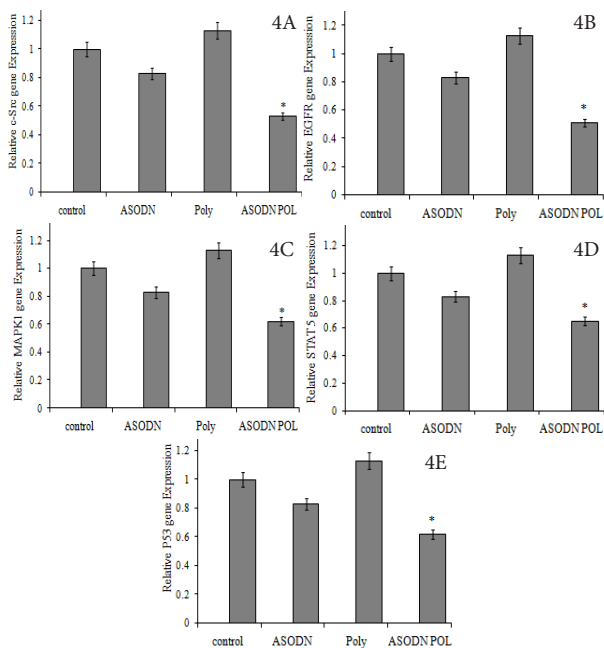 4A
Relative c-Src gene Expression
1.2
1
0.8
0.6
0.4
0.2
0
*
control ASODN Poly ASODN POL
4B
Relative EGFR gene Expression
1.2
1
0.8
0.6
0.4
0.2
0
*
control ASODN Poly ASODN POL
4C
Relative MAPK1 gene Expression
1.2
1
0.8
0.6
0.4
0.2
0
*
control ASODN Poly ASODN POL
4D
Relative STAT5 gene Expression
1.2
1
0.8
0.6
0.4
0.2
0
*
control ASODN Poly ASODN POL
4E
Relative P53 gene Expression
1.2
1
0.8
0.6
0.4
0.2
0
*
control ASODN Poly ASODN POL